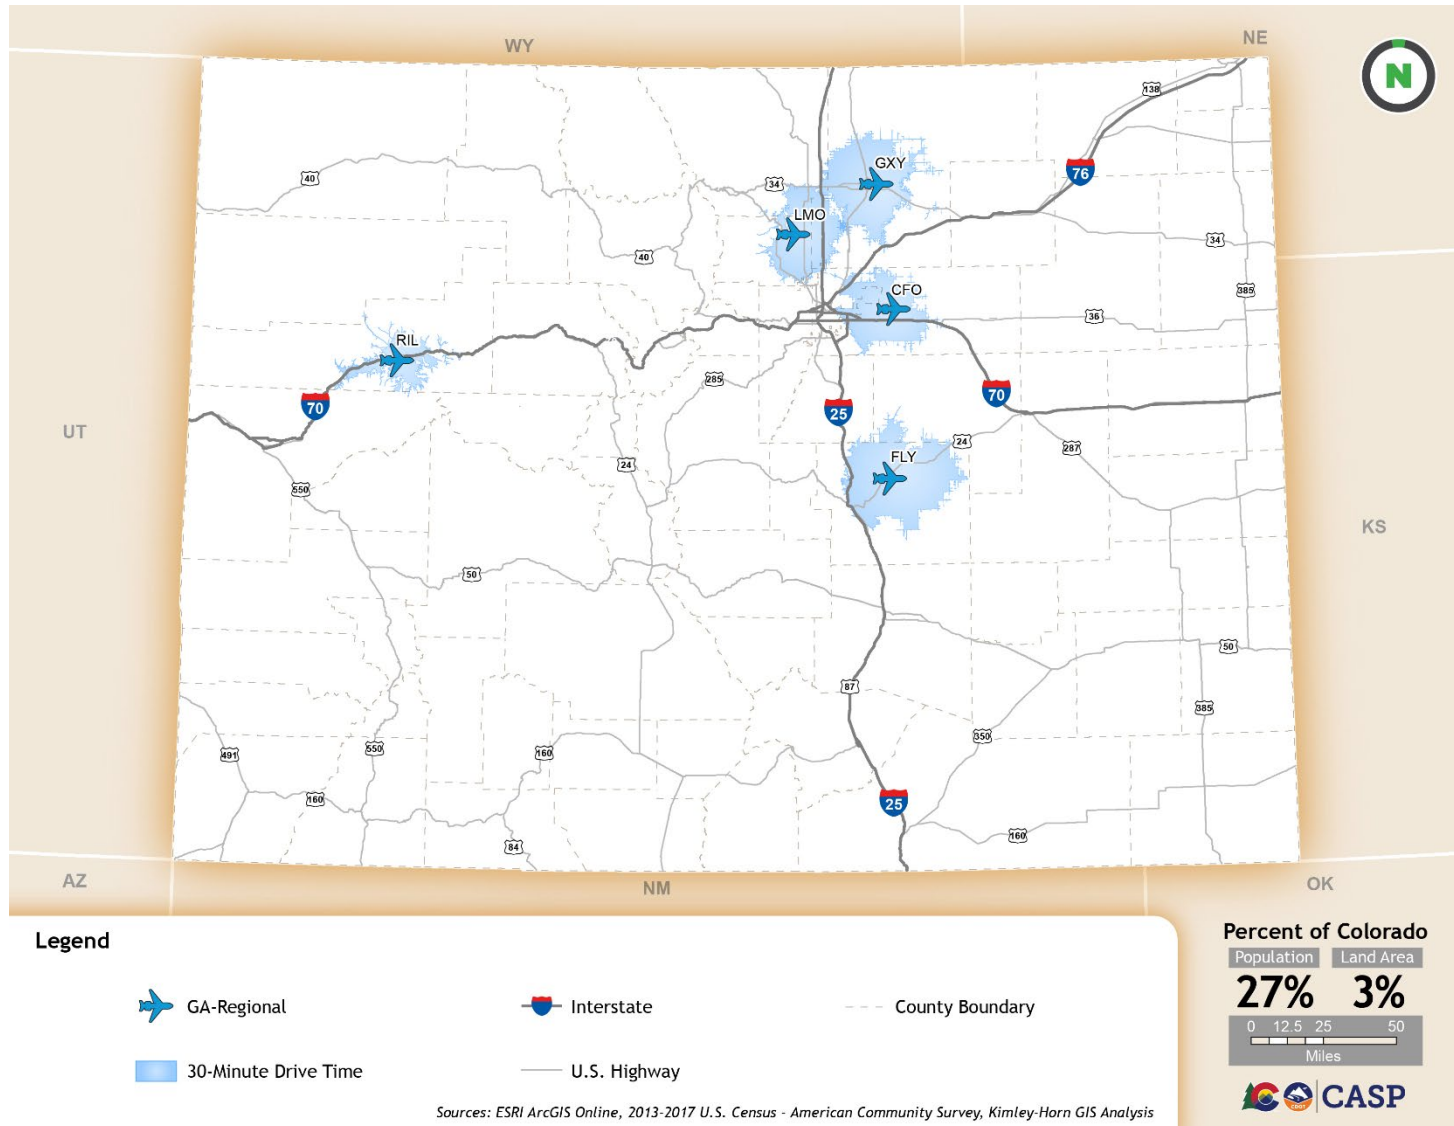 WY
NE
N
138
GXY
76
40
34
LMO
34
40
385
CFO
36
RIL
285
70
70
25
UT
24
287
FLY
24
550
KS
50
50
87
385
350
491
550
160
160
25
160
84
AZ
NM
OK
Legend
GA-Regional
Interstate
County Boundary
30-Minute Drive Time
U.S. Highway
Sources: ESRI ArcGIS Online, 2013-2017 U.S. Census - American Community Survey, Kimley-Horn GIS Analysis
Percent of Colorado
Population Land Area
27% 3%
0 12.5 25 50
Miles
CDOT
CASP